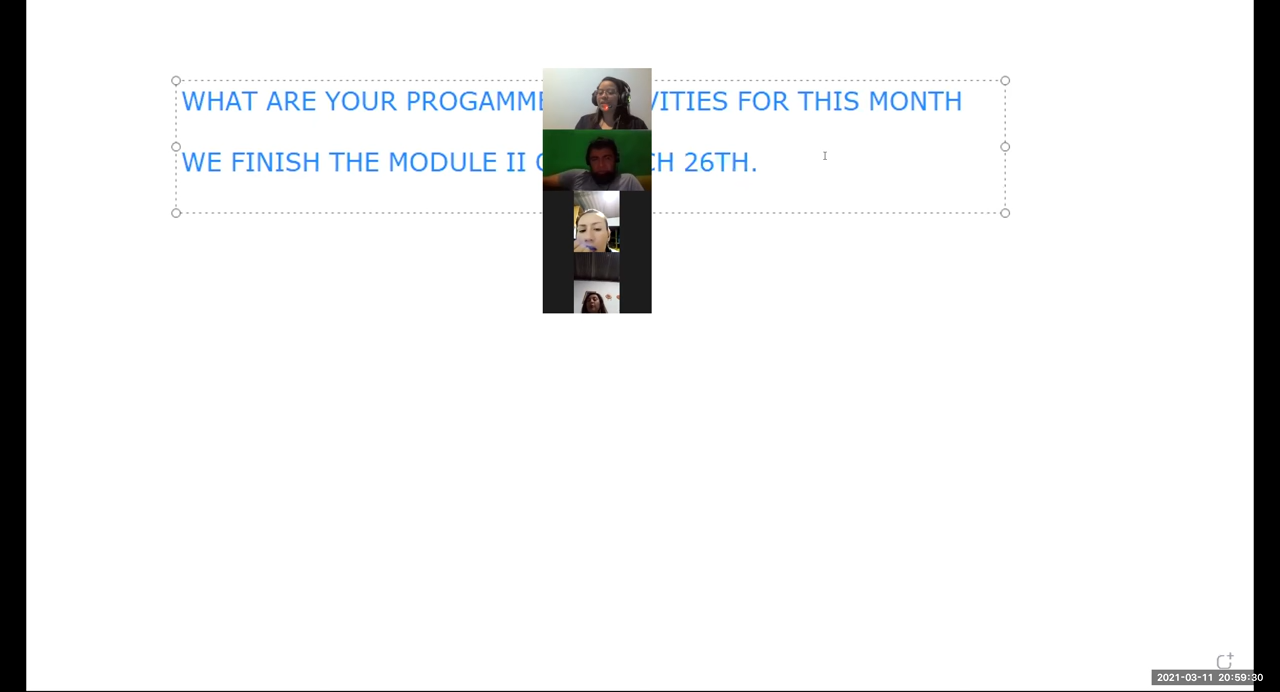 WHAT ARE YOUR PROGAMME VITIES FOR THIS MONTH
WE FINISH THE MODULE II CH 26TH.
2021-03-11 20:59:30